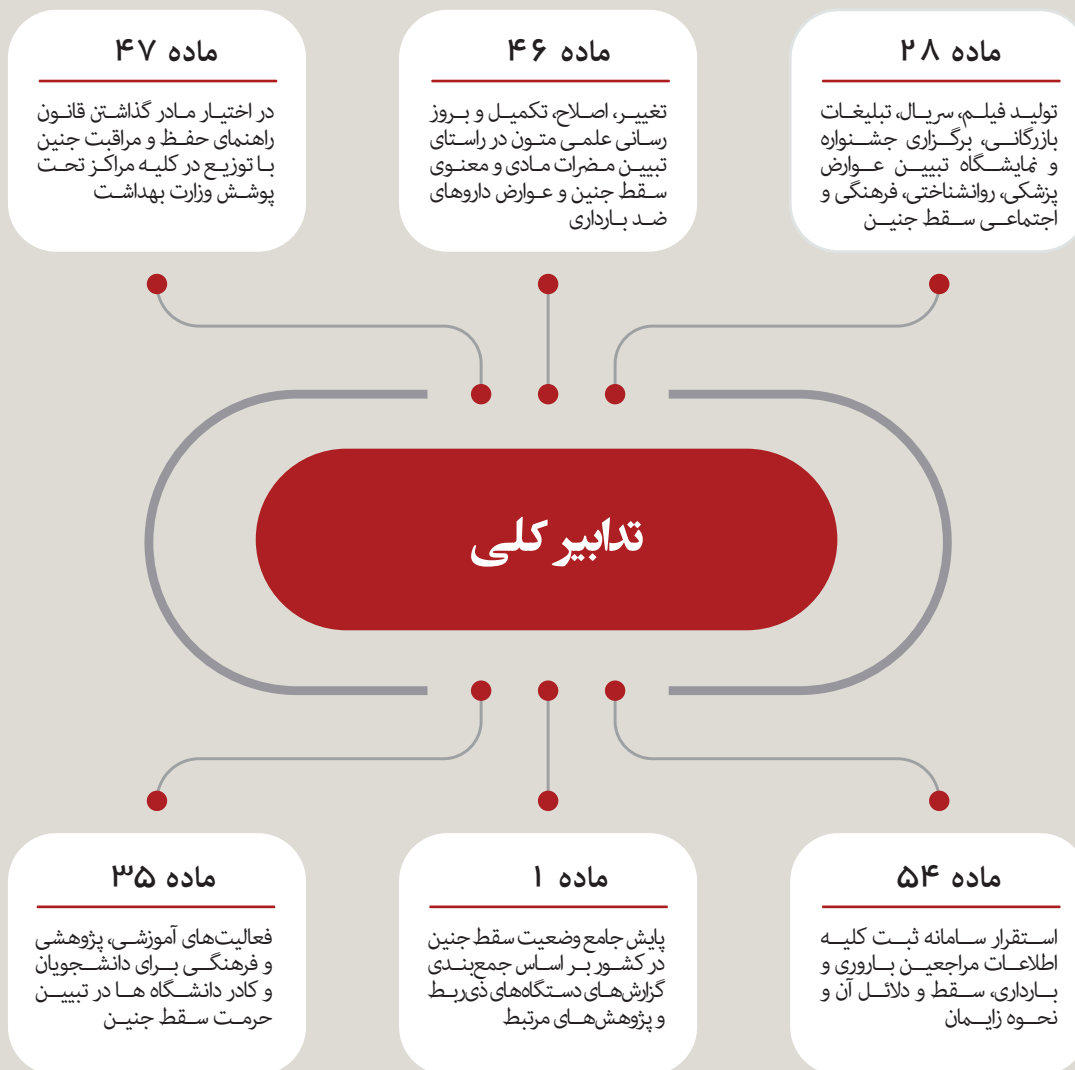 ماده ۲۸
تولید فیلم، سریال، تبلیغات
بازرگانی، برگزاری جشنواره
و نمایشگاه تبیین عوارض
پزشکی، روانشناختی، فرهنگی و
اجتماعی سقط جنین
ماده ۴۶
تغییر، اصلاح، تکمیل و بروز
رسانی علمی متون در راستای
تبیین مضرات مادی و معنوی
سقط جنین و عوارض داروهای
ضد بارداری
ماده ۴۷
در اختیار مادر گذاشتن قانون
راهنمای حفظ و مراقبت جنین
با توزیع در کلیه مراکز تحت
پوشش وزارت بهداشت
تدابیر کلی
ماده ۵۴
استقرار سامانه ثبت کلیه
اطلاعات مراجعین باروری و
بارداری، سقط و دلائل آن و
نحوه زایمان
ماده ۱
پایش جامع وضعیت سقط جنین
در کشور بر اساس جمع‌بندی
گزارش‌های دستگاه‌های ذی‌ربط
و پژوهش‌های مرتبط
ماده ۳۵
فعالیت‌های آموزشی، پژوهشی
و فرهنگی برای دانشجویان
و کادر دانشگاه ها در تبیین
حرمت سقط جنین